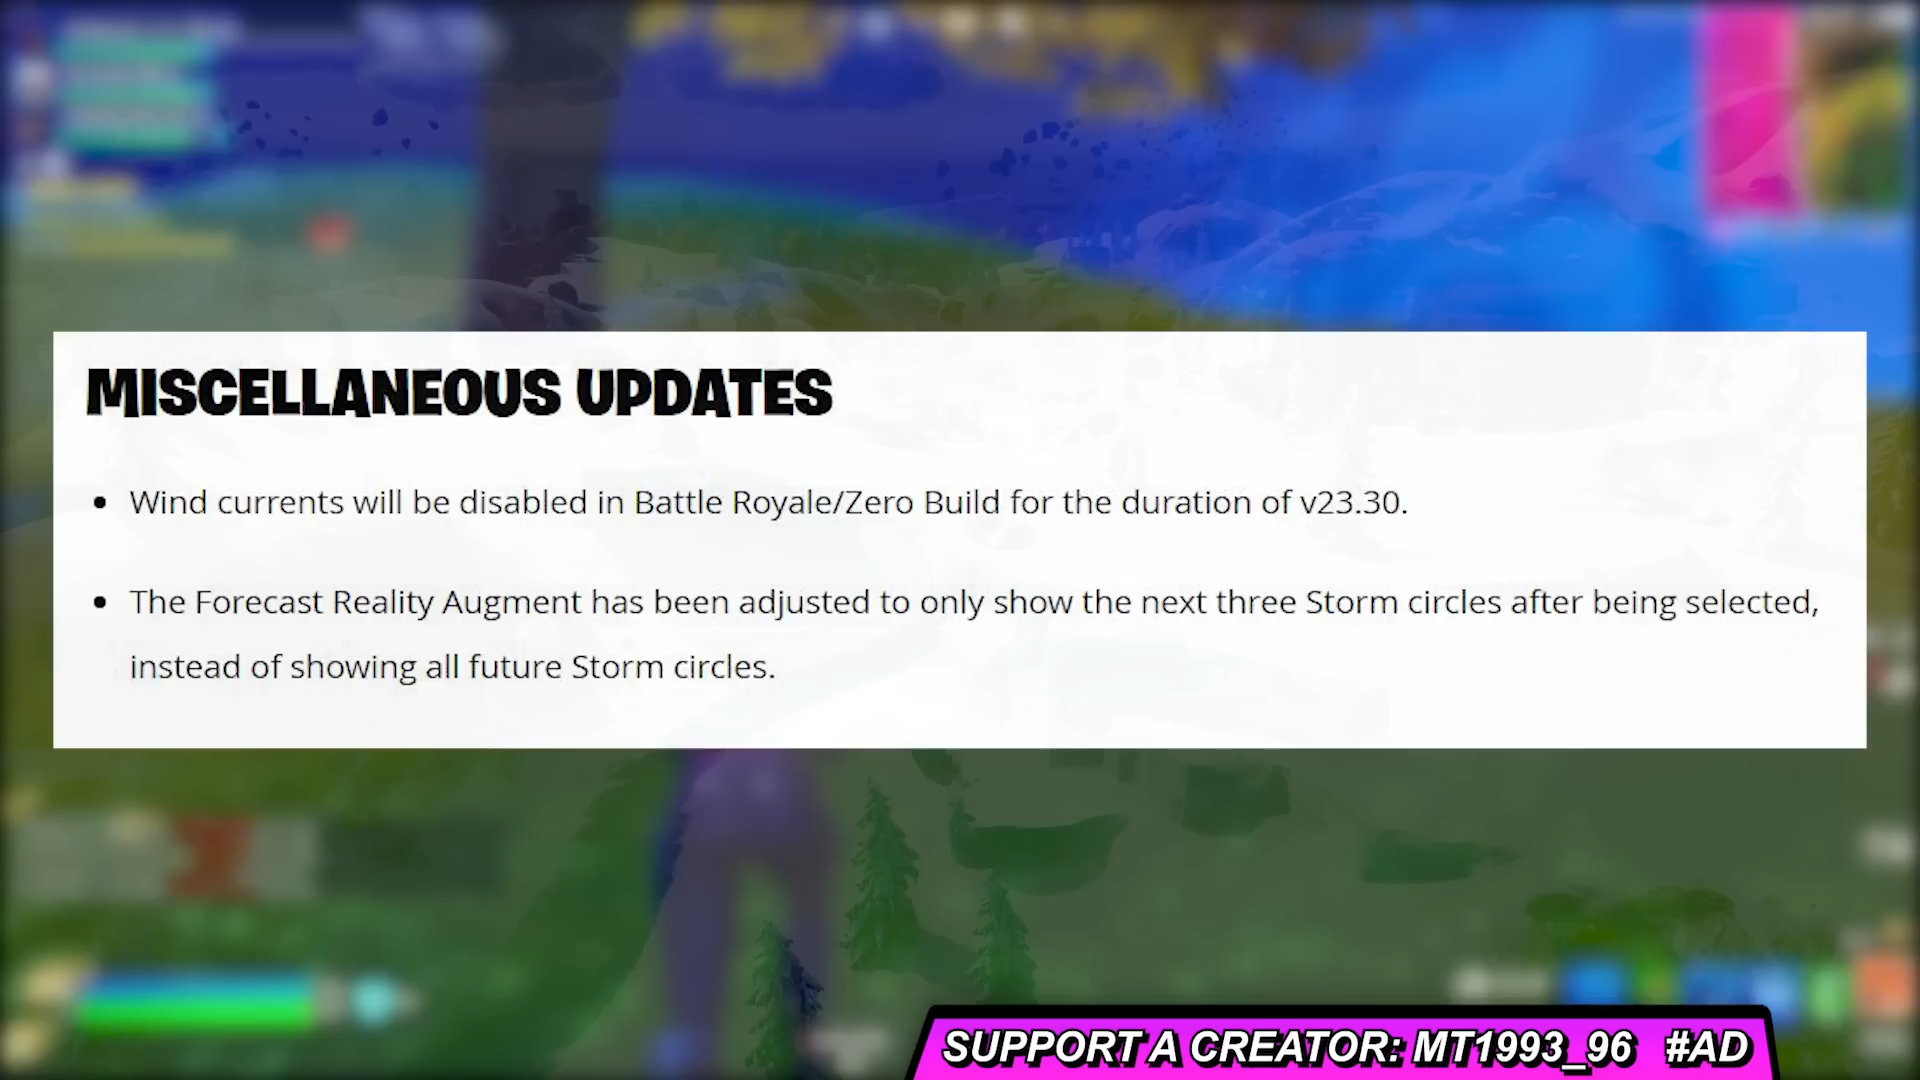 MISCELLANEOUS UPDATES
• Wind currents will be disabled in Battle Royale/Zero Build for the duration of v23.30.
• The Forecast Reality Augment has been adjusted to only show the next three Storm circles after being selected,
instead of showing all future Storm circles.
SUPPORT A CREATOR: MT1993_96 #AD